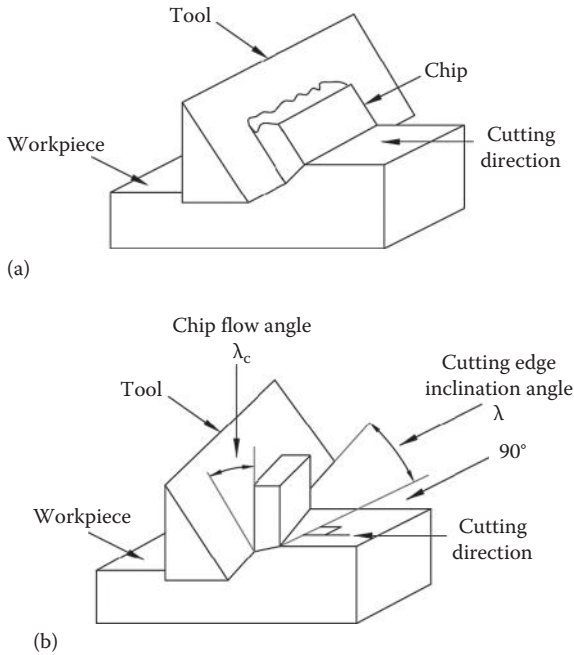 Tool
Chip
Workpiece
Cutting
direction
(a)
Chip flow angle
λc
Cutting edge
inclination angle
λ
Tool
90°
Workpiece
Cutting
direction
(b)